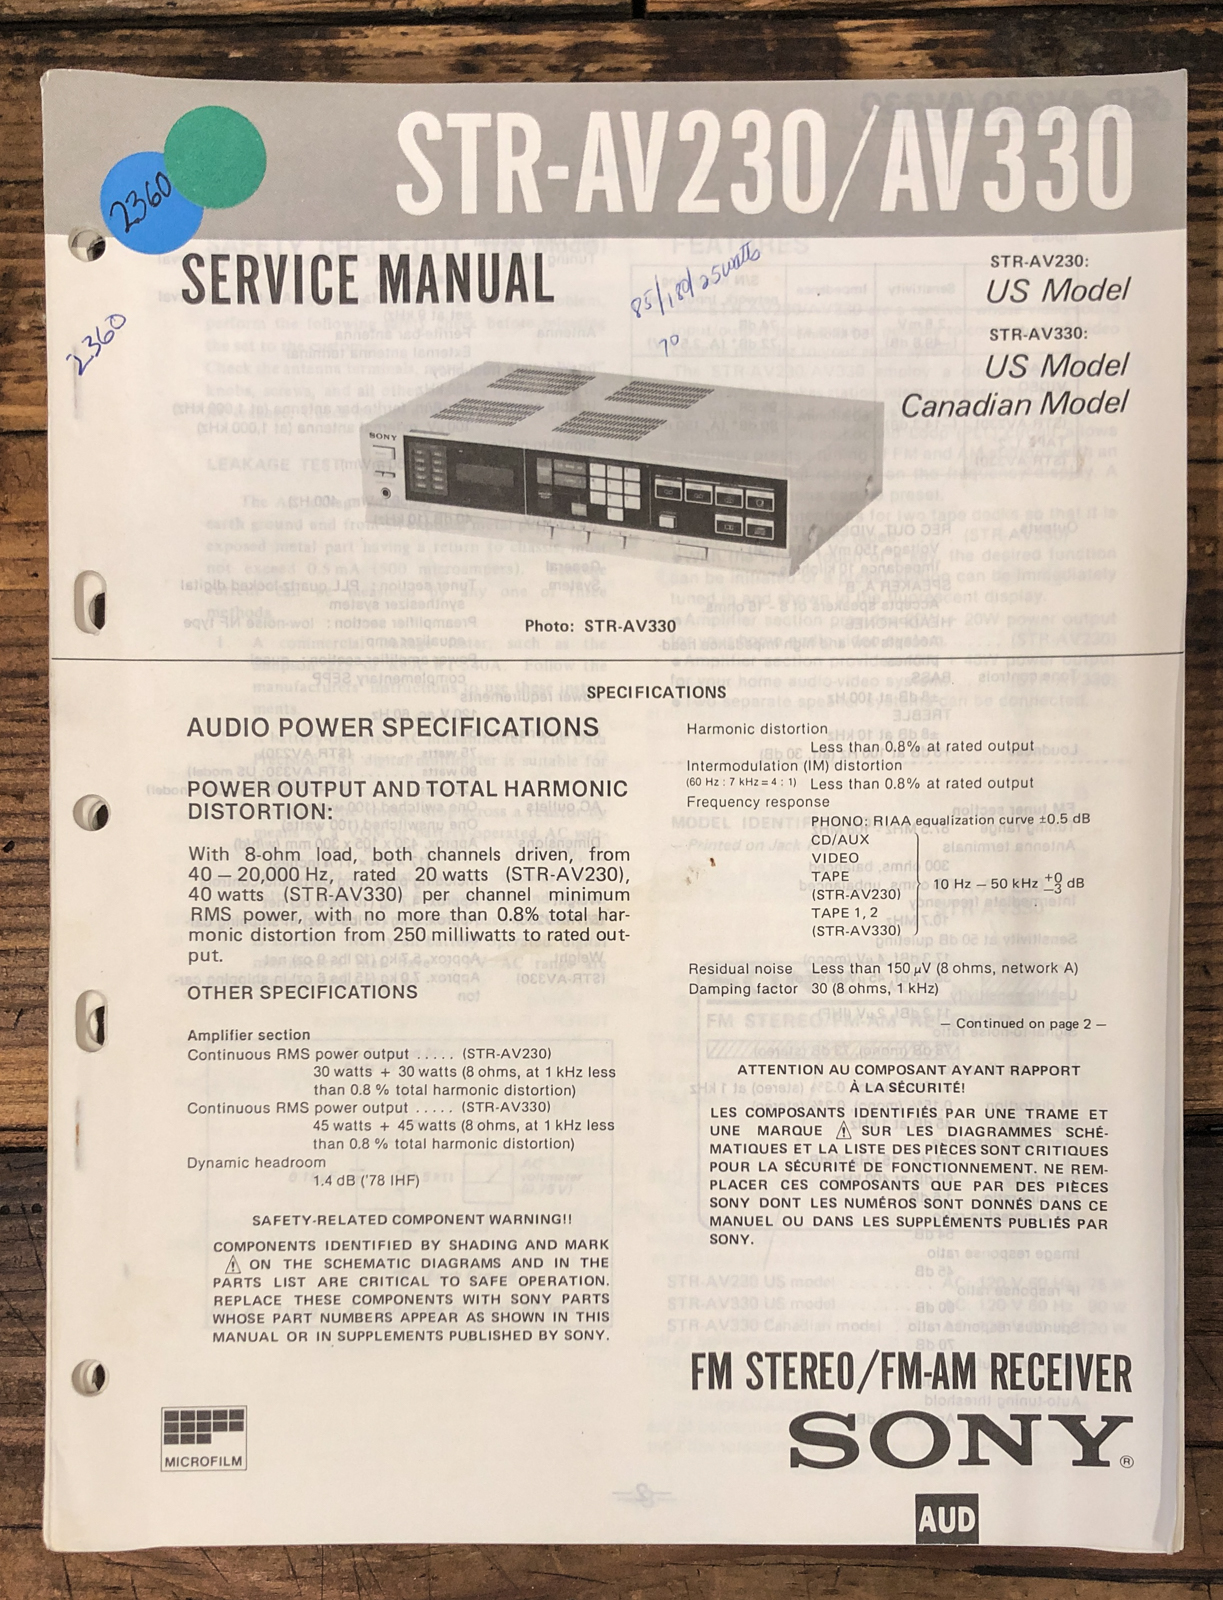 STR-AV230/AV330
2360
SERVICE MANUAL
2360
STR-AV230:
US Model
STR-AV330:
US Model
Canadian Model
70
SONY
Photo: STR-AV330
SPECIFICATIONS
AUDIO POWER SPECIFICATIONS
POWER OUTPUT AND TOTAL HARMONIC
DISTORTION:
With 8-ohm load, both channels driven, from
40 – 20,000 Hz, rated 20 watts (STR-AV230),
40 watts (STR-AV330) per channel minimum
RMS power, with no more than 0.8% total har-
monic distortion from 250 milliwatts to rated out-
put.
OTHER SPECIFICATIONS
Amplifier section
Continuous RMS power output ..... (STR-AV230)
30 watts + 30 watts (8 ohms, at 1 kHz less
than 0.8 % total harmonic distortion)
Continuous RMS power output ..... (STR-AV330)
45 watts + 45 watts (8 ohms, at 1 kHz less
than 0.8 % total harmonic distortion)
Dynamic headroom
1.4 dB ('78 IHF)
SAFETY-RELATED COMPONENT WARNING!!
COMPONENTS IDENTIFIED BY SHADING AND MARK
⚠ ON THE SCHEMATIC DIAGRAMS AND IN THE
PARTS LIST ARE CRITICAL TO SAFE OPERATION.
REPLACE THESE COMPONENTS WITH SONY PARTS
WHOSE PART NUMBERS APPEAR AS SHOWN IN THIS
MANUAL OR IN SUPPLEMENTS PUBLISHED BY SONY.
Harmonic distortion
Less than 0.8% at rated output
Intermodulation (IM) distortion
(60 Hz : 7 kHz = 4 : 1) Less than 0.8% at rated output
Frequency response
PHONO: RIAA equalization curve ±0.5 dB
CD/AUX
VIDEO
TAPE
(STR-AV230)
TAPE 1, 2
(STR-AV330)
10 Hz – 50 kHz +0 −3 dB
Residual noise Less than 150 μV (8 ohms, network A)
Damping factor 30 (8 ohms, 1 kHz)
— Continued on page 2 —
ATTENTION AU COMPOSANT AYANT RAPPORT
À LA SÉCURITÉ!
LES COMPOSANTS IDENTIFIÉS PAR UNE TRAME ET
UNE MARQUE ⚠ SUR LES DIAGRAMMES SCHÉ-
MATIQUES ET LA LISTE DES PIÈCES SONT CRITIQUES
POUR LA SÉCURITÉ DE FONCTIONNEMENT. NE REM-
PLACER CES COMPOSANTS QUE PAR DES PIÈCES
SONY DONT LES NUMÉROS SONT DONNÉS DANS CE
MANUEL OU DANS LES SUPPLÉMENTS PUBLIÉS PAR
SONY.
FM STEREO/FM-AM RECEIVER
SONY®
MICROFILM
AUD